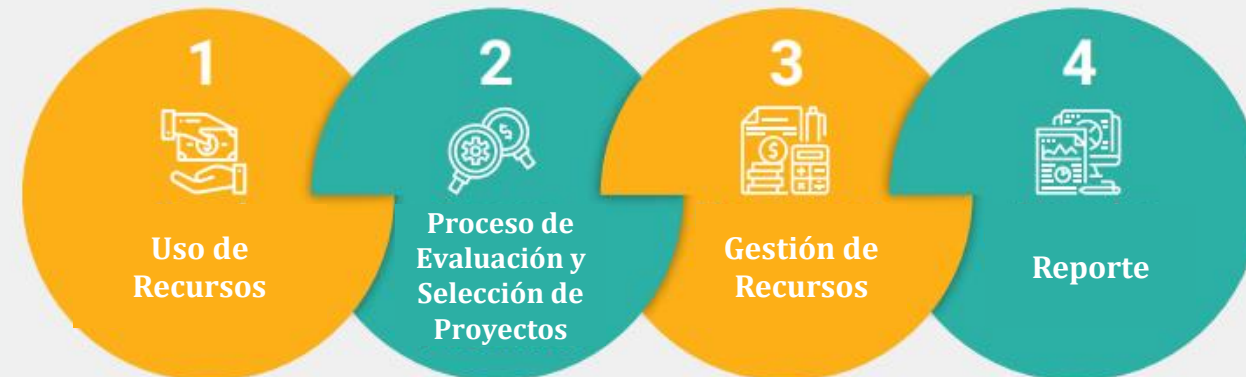 1
Uso de
Recursos
2
Proceso de
Evaluación y
Selección de
Proyectos
3
Gestión de
Recursos
4
Reporte